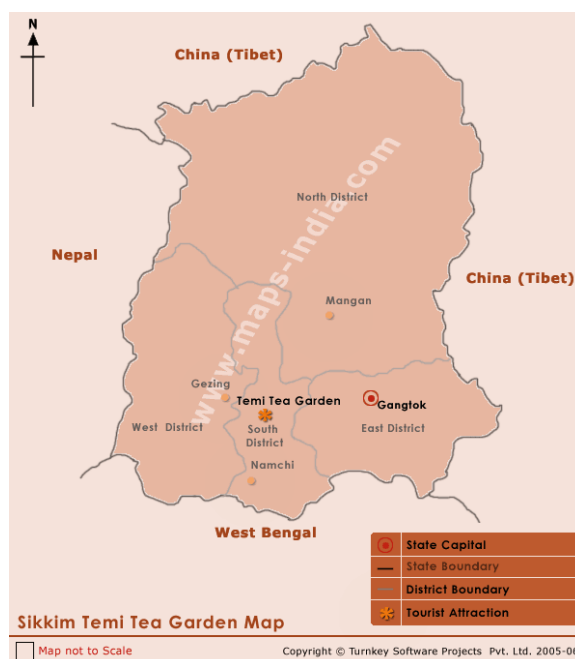 N
China (Tibet)
North District
Nepal
China (Tibet)
Mangan
www.maps-india.com
Gezing
Temi Tea Garden
Gangtok
West District
South
District
East District
Namchi
West Bengal
State Capital
State Boundary
District Boundary
Tourist Attraction
Sikkim Temi Tea Garden Map
Map not to Scale
Copyright © Turnkey Software Projects Pvt. Ltd. 2005-06